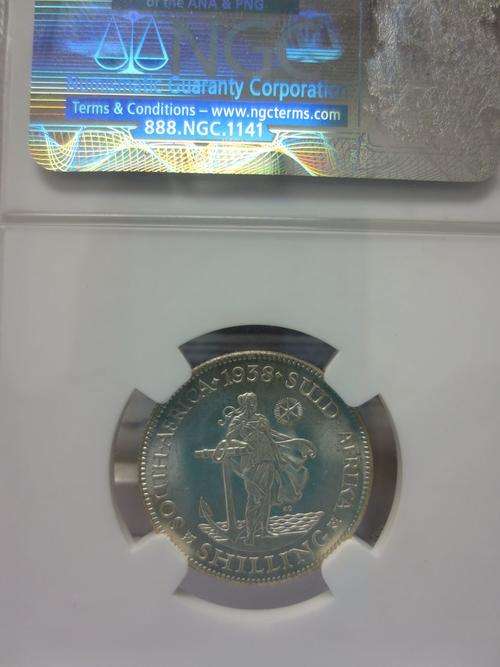 of the ANA & PNG
NGC
Numismatic Guaranty Corporation
Terms & Conditions – www.ngcterms.com
888.NGC.1141
SOUTH AFRICA 1938 SUID AFRIKA
SHILLING